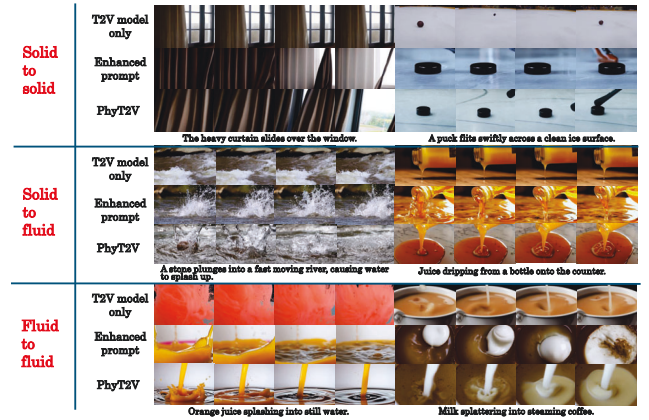 Solid
to
solid
T2V model
only
Enhanced
prompt
PhyT2V
The heavy curtain slides over the window.
A puck flits swiftly across a clean ice surface.
Solid
to
fluid
T2V model
only
Enhanced
prompt
PhyT2V
A stone plunges into a fast moving river, causing water
to splash up.
Juice dripping from a bottle onto the counter.
Fluid
to
fluid
T2V model
only
Enhanced
prompt
PhyT2V
Orange juice splashing into still water.
Milk splattering into steaming coffee.